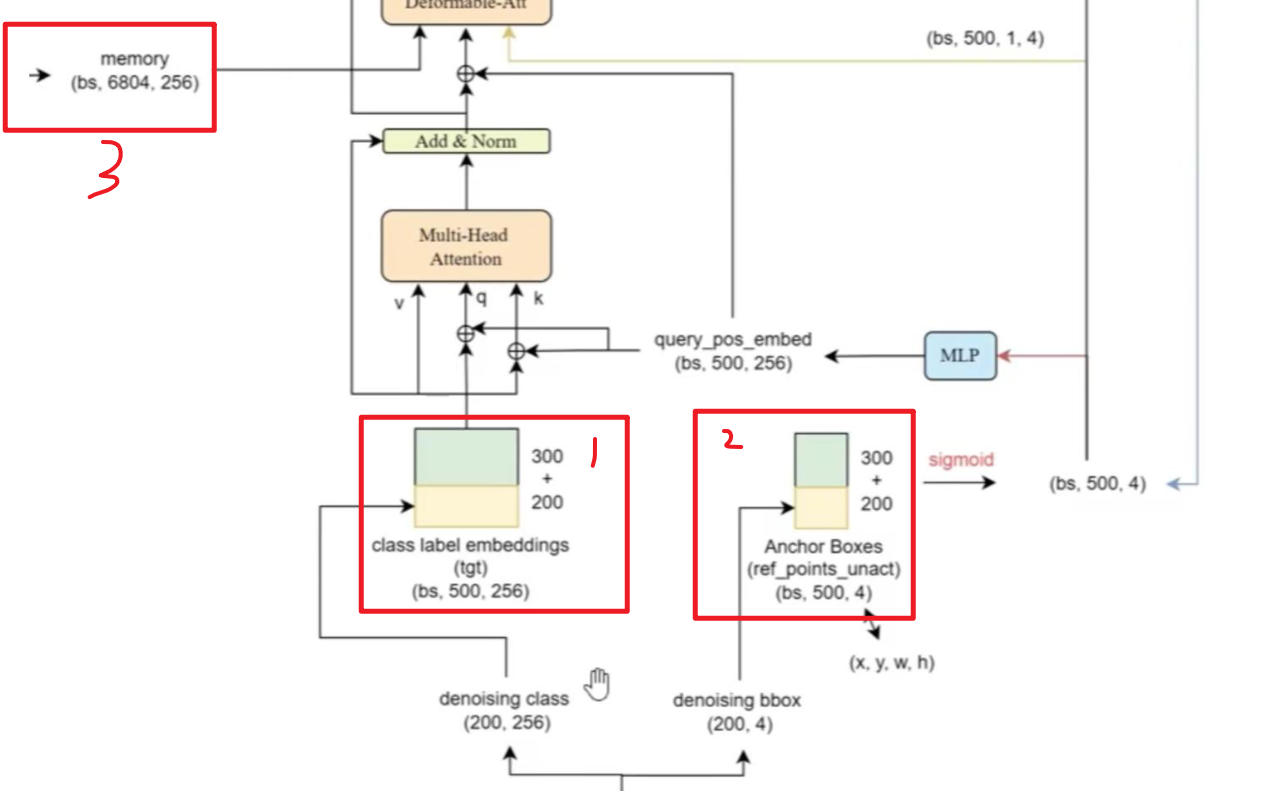 Deformable-Att
(bs, 500, 1, 4)
memory
(bs, 6804, 256)
3
Add & Norm
Multi-Head
Attention
v
q
k
query_pos_embed
(bs, 500, 256)
MLP
300
+
200
1
class label embeddings
(tgt)
(bs, 500, 256)
2
300
+
200
Anchor Boxes
(ref_points_unact)
(bs, 500, 4)
sigmoid
(bs, 500, 4)
(x, y, w, h)
denoising class
(200, 256)
denoising bbox
(200, 4)